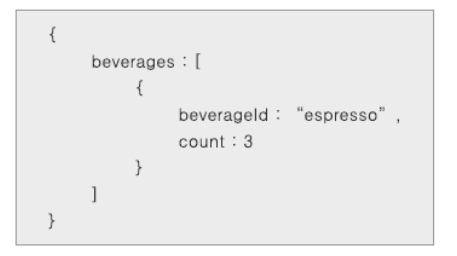 {
beverages : [
{
beverageId : “espresso” ,
count : 3
}
]
}